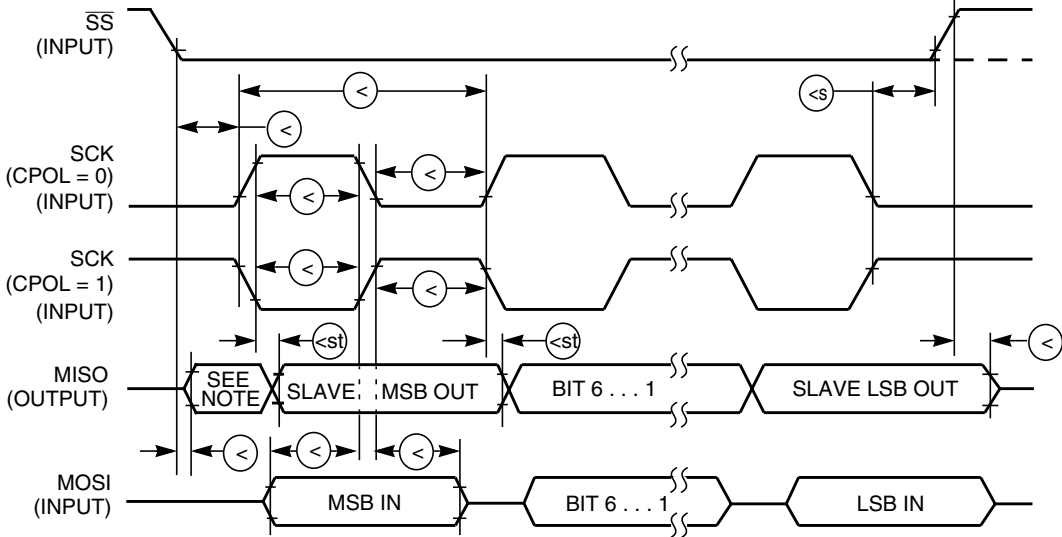 SS
(INPUT)
<
<s
<
SCK
(CPOL = 0)
(INPUT)
<
<
SCK
(CPOL = 1)
(INPUT)
<
<
<st
<st
<
MISO
(OUTPUT)
SEE
NOTE
SLAVE MSB OUT
BIT 6 . . . 1
SLAVE LSB OUT
<
<
<
MOSI
(INPUT)
MSB IN
BIT 6 . . . 1
LSB IN